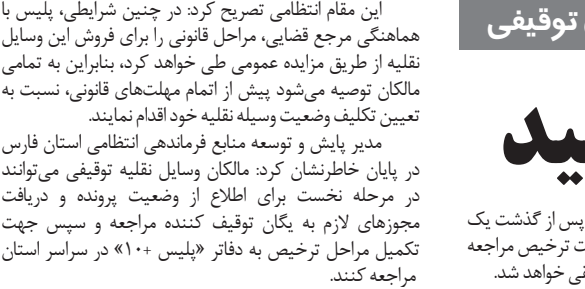 توقیفی
ید
پس از گذشت یک
ت ترخیص مراجعه
فی خواهد شد.
این مقام انتظامی تصریح کرد: در چنین شرایطی، پلیس با
هماهنگی مرجع قضایی، مراحل قانونی را برای فروش این وسایل
نقلیه از طریق مزایده عمومی طی خواهد کرد، بنابراین به تمامی
مالکان توصیه می‌شود پیش از اتمام مهلت‌های قانونی، نسبت به
تعیین تکلیف وضعیت وسیله نقلیه خود اقدام نمایند.
مدیر پایش و توسعه منابع فرماندهی انتظامی استان فارس
در پایان خاطرنشان کرد: مالکان وسایل نقلیه توقیفی می‌توانند
در مرحله نخست برای اطلاع از وضعیت پرونده و دریافت
مجوزهای لازم به یگان توقیف کننده مراجعه و سپس جهت
تکمیل مراحل ترخیص به دفاتر «پلیس +۱۰» در سراسر استان
مراجعه کنند.